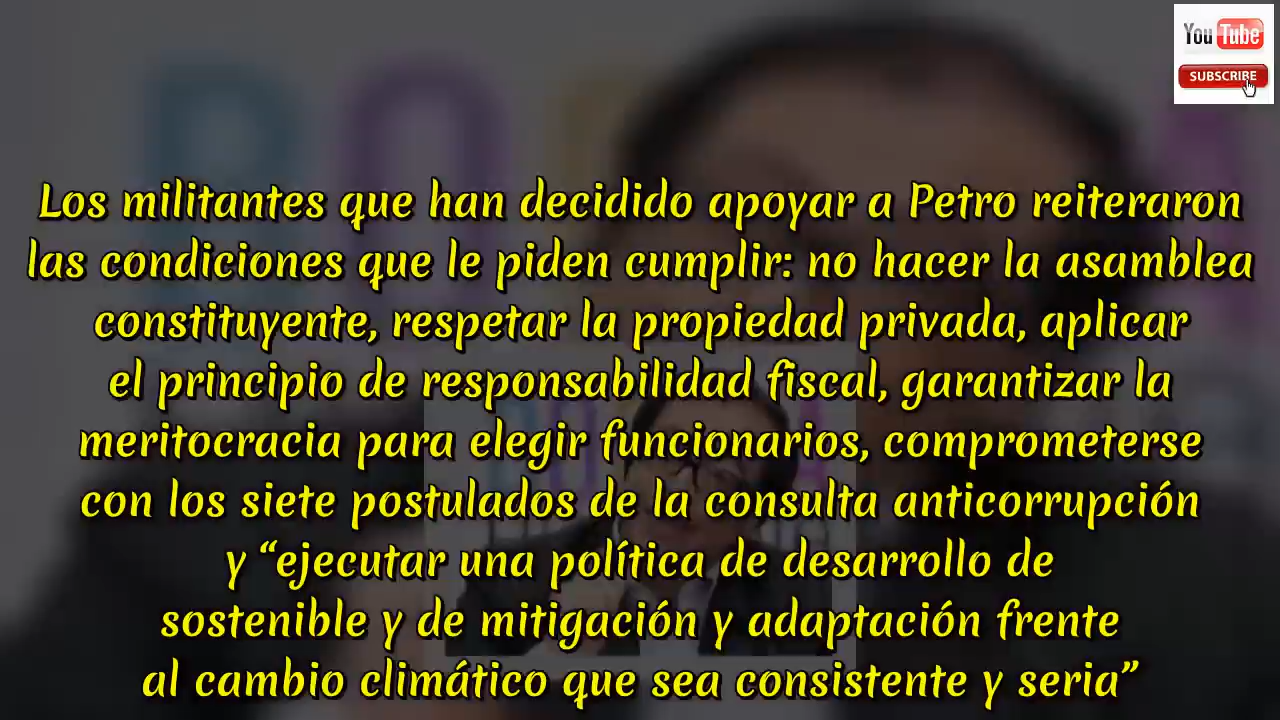 You Tube
SUBSCRIBE
Los militantes que han decidido apoyar a Petro reiteraron
las condiciones que le piden cumplir: no hacer la asamblea
constituyente, respetar la propiedad privada, aplicar
el principio de responsabilidad fiscal, garantizar la
meritocracia para elegir funcionarios, comprometerse
con los siete postulados de la consulta anticorrupción
y “ejecutar una política de desarrollo de
sostenible y de mitigación y adaptación frente
al cambio climático que sea consistente y seria”